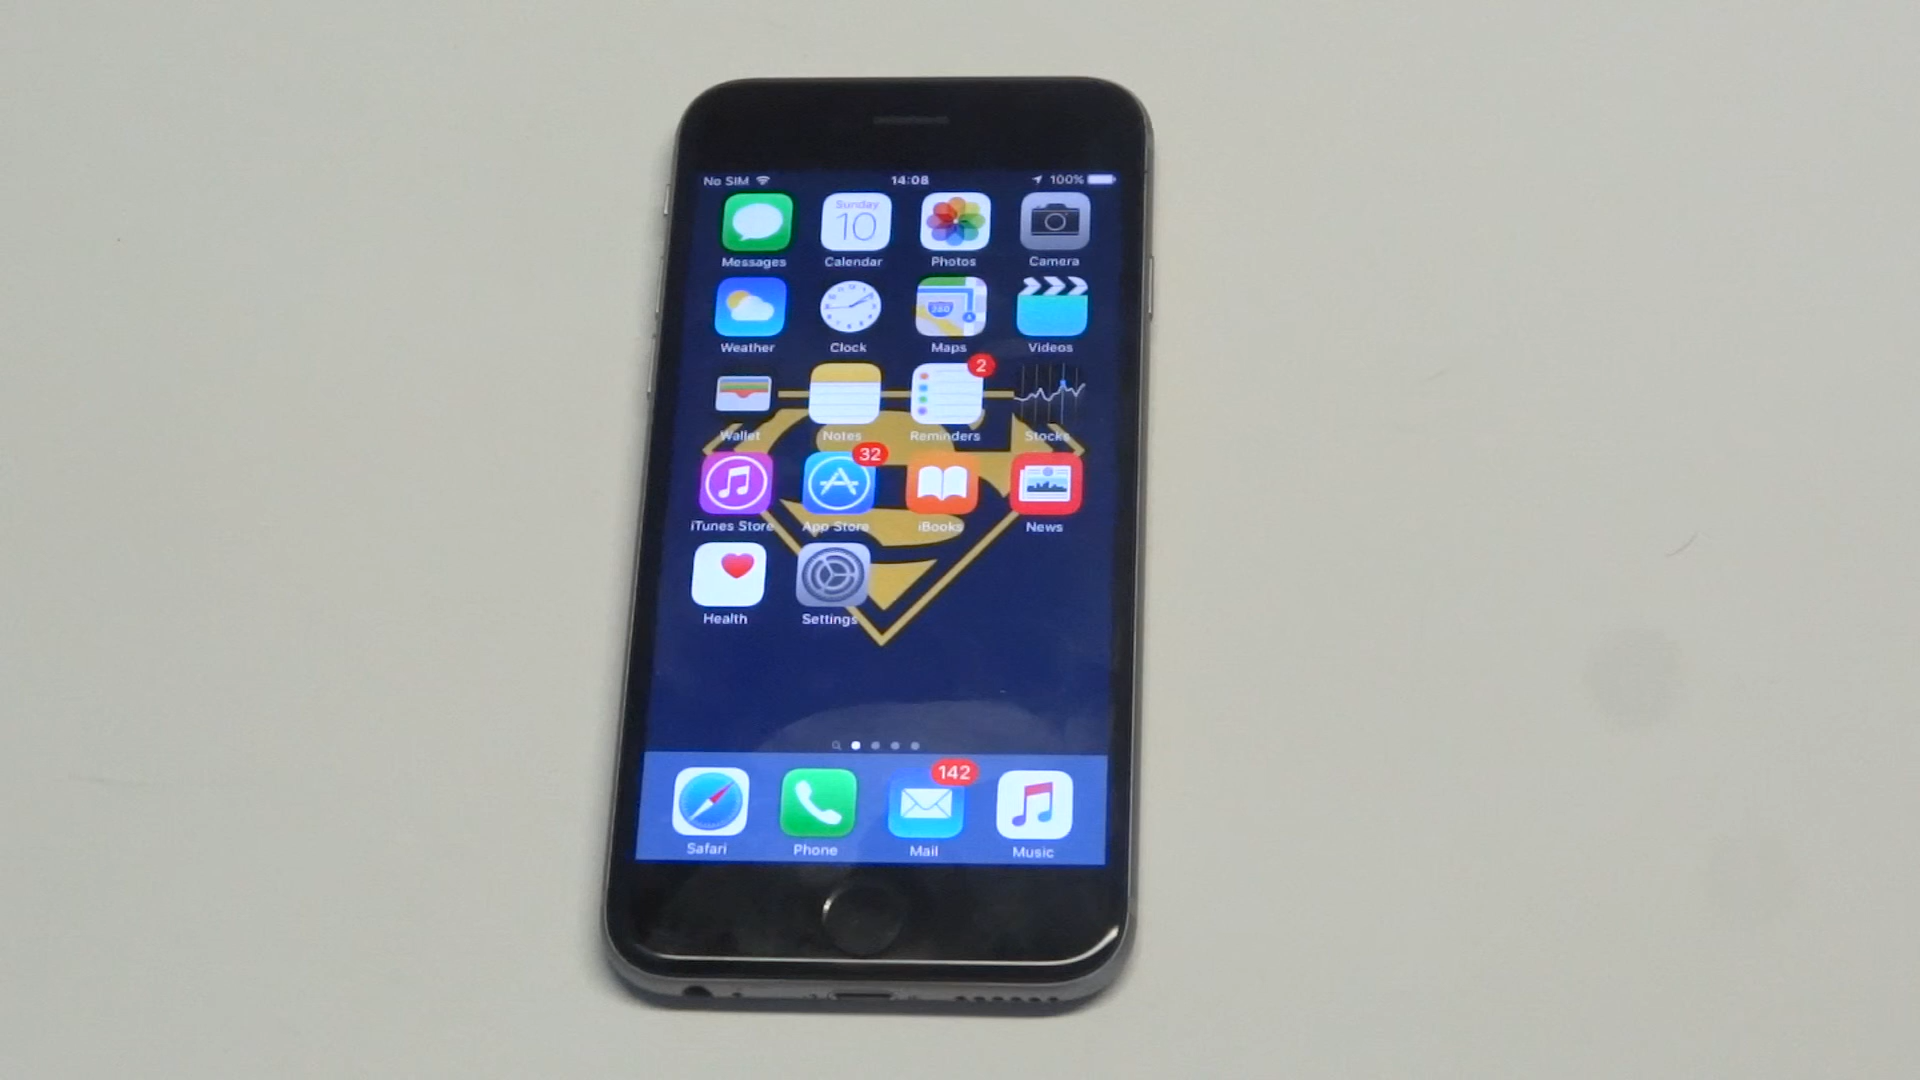 No SIM 14:08 100%
Sunday
10
Messages Calendar Photos Camera
280
Weather Clock Maps Videos
2
Wallet Notes Reminders Stocks
32
iTunes Store App Store iBooks News
Health Settings
142
Safari Phone Mail Music